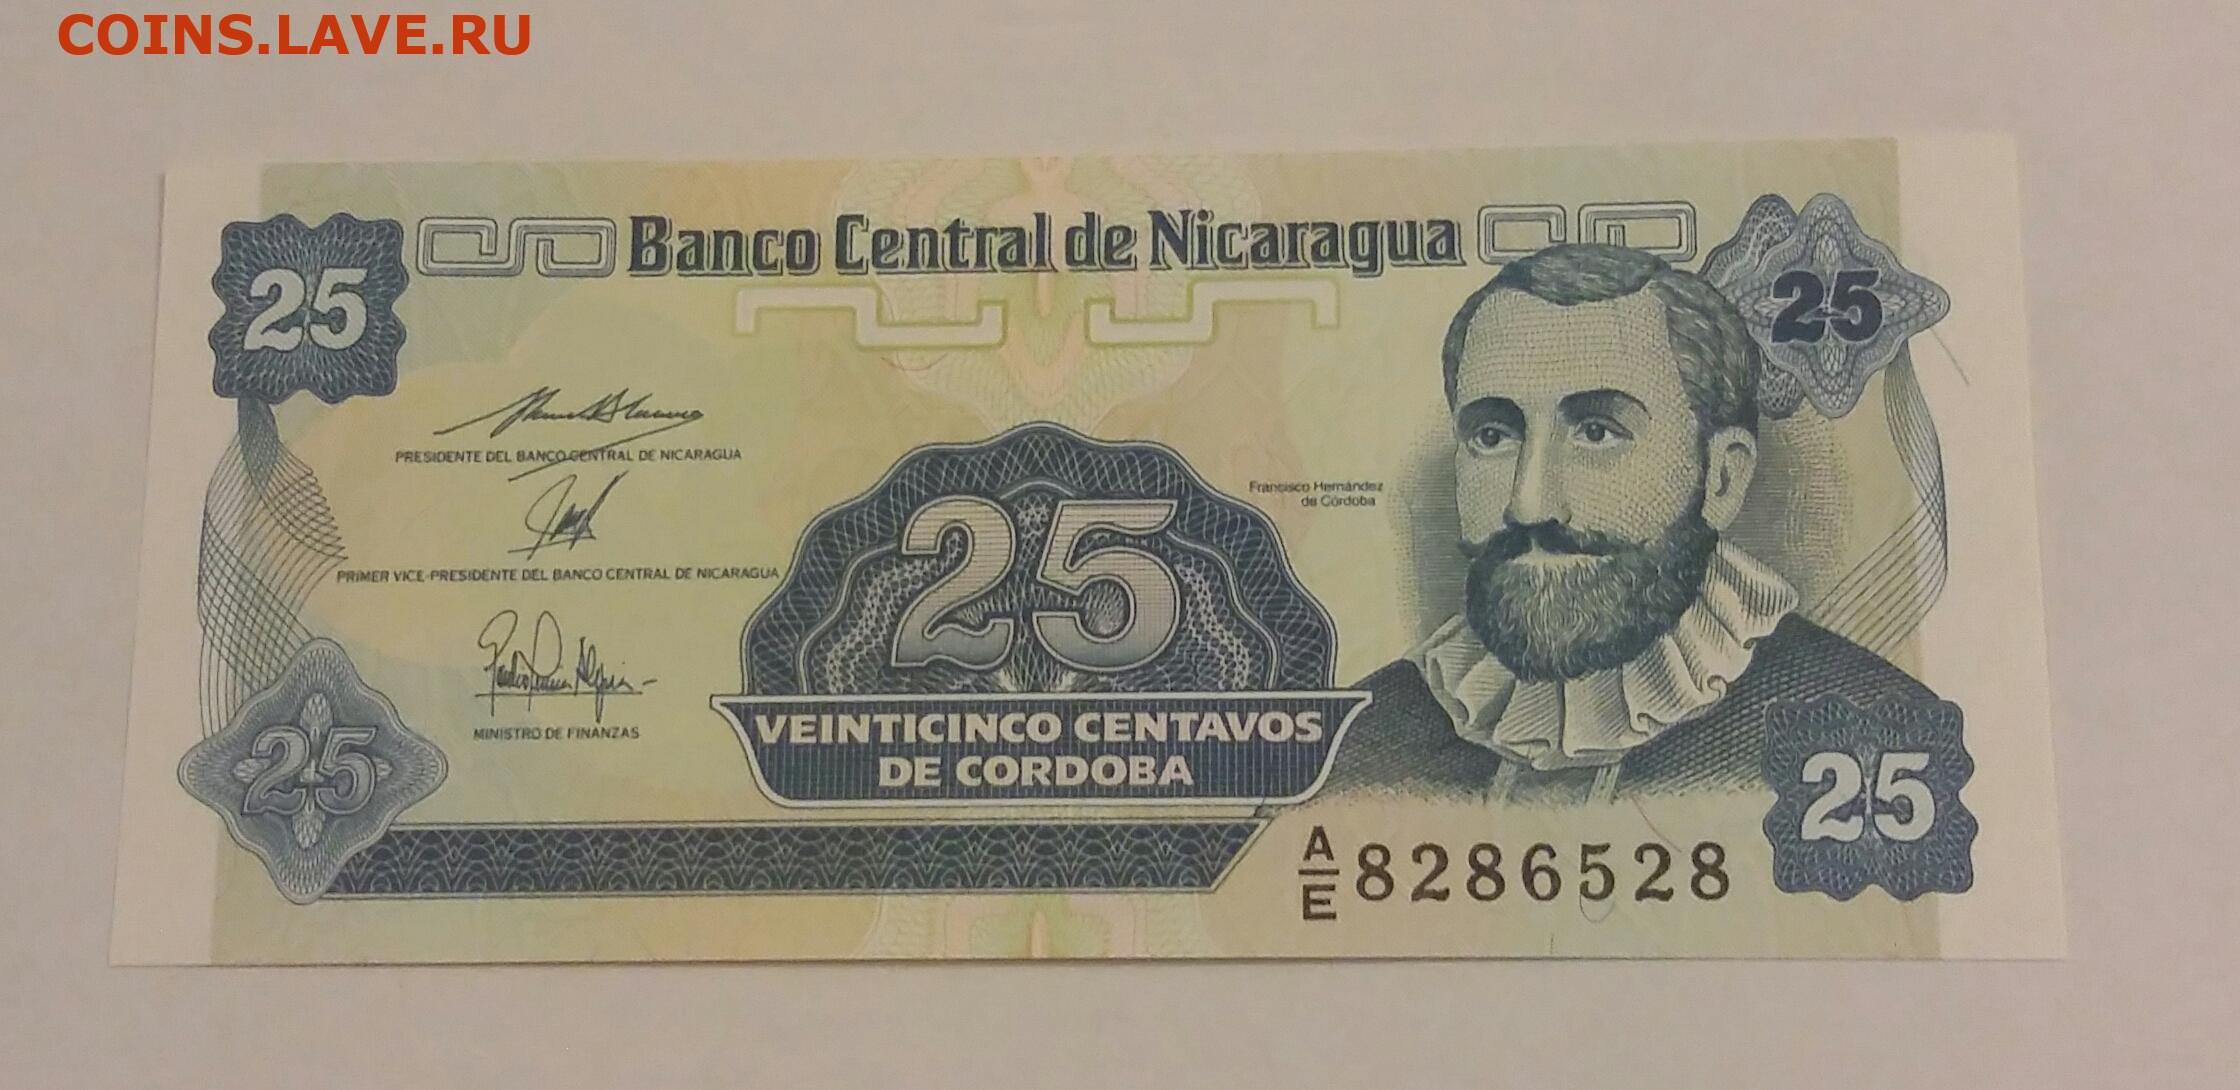 COINS.LAVE.RU
Banco Central de Nicaragua
25
25
PRESIDENTE DEL BANCO CENTRAL DE NICARAGUA
Francisco Hernández
de Córdoba
25
PRIMER VICE-PRESIDENTE DEL BANCO CENTRAL DE NICARAGUA
MINISTRO DE FINANZAS
VEINTICINCO CENTAVOS
DE CORDOBA
25
25
A/E 8286528